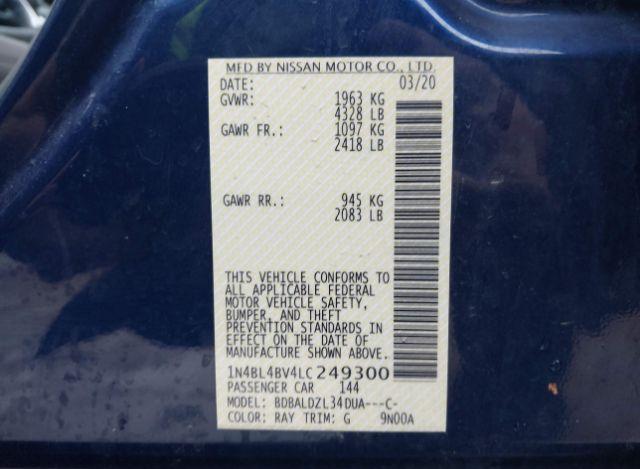 MFD BY NISSAN MOTOR CO., LTD.
DATE: 03/20
GVWR: 1963 KG
4328 LB
GAWR FR.: 1097 KG
2418 LB
GAWR RR.: 945 KG
2083 LB
THIS VEHICLE CONFORMS TO
ALL APPLICABLE FEDERAL
MOTOR VEHICLE SAFETY,
BUMPER, AND THEFT
PREVENTION STANDARDS IN
EFFECT ON THE DATE OF
MANUFACTURE SHOWN ABOVE.
1N4BL4BV4LC249300
PASSENGER CAR 144
MODEL: BDBALDZL34DUA---C-
COLOR: RAY TRIM: G 9N00A